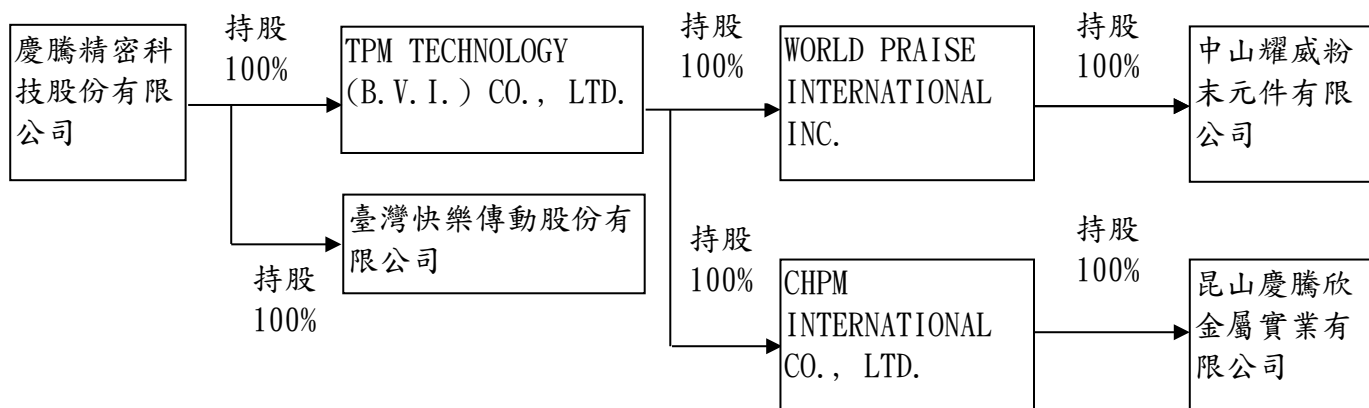 慶騰精密科
技股份有限
公司
持股
100%
TPM TECHNOLOGY
(B.V.I.) CO., LTD.
持股
100%
WORLD PRAISE
INTERNATIONAL
INC.
持股
100%
中山耀威粉
末元件有限
公司
持股
100%
臺灣快樂傳動股份有
限公司
持股
100%
CHPM
INTERNATIONAL
CO., LTD.
持股
100%
昆山慶騰欣
金屬實業有
限公司